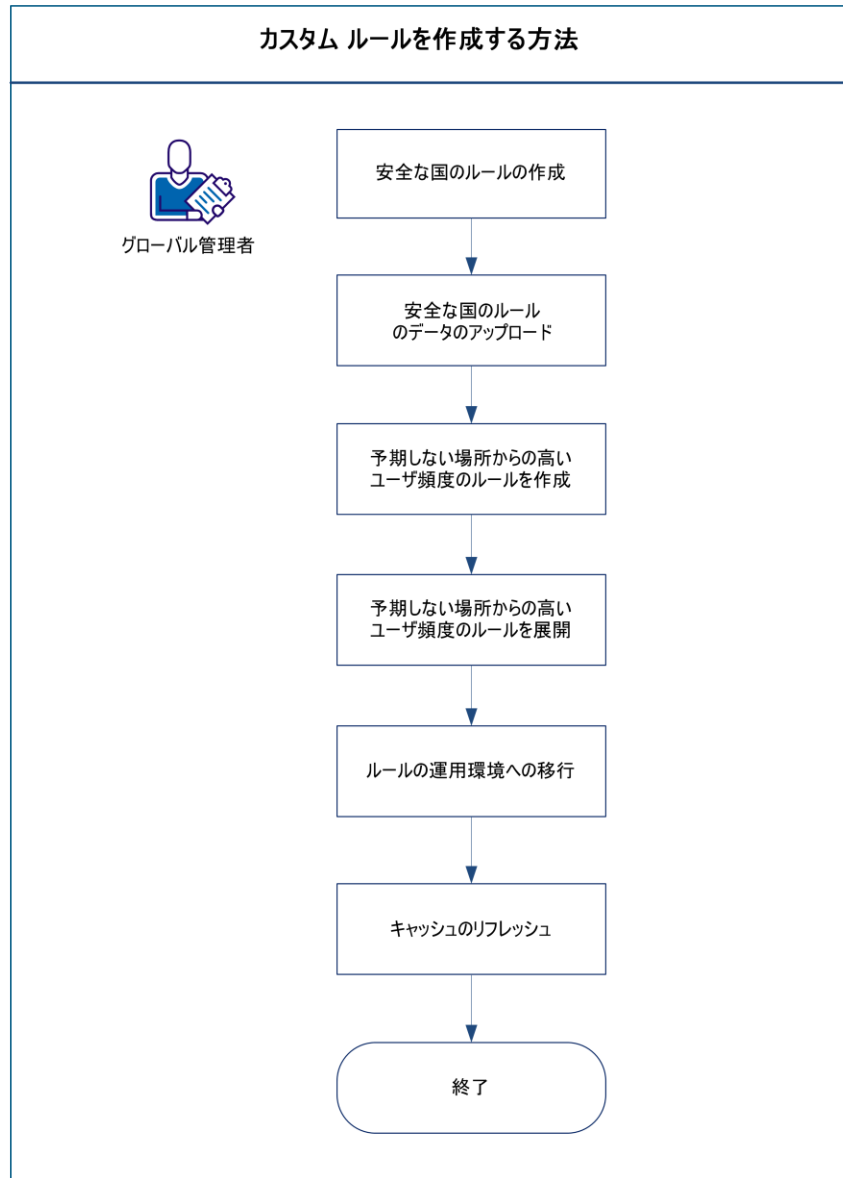 カスタム ルールを作成する方法
グローバル管理者
安全な国のルールの作成
安全な国のルール
のデータのアップロード
予期しない場所からの高い
ユーザ頻度のルールを作成
予期しない場所からの高い
ユーザ頻度のルールを展開
ルールの運用環境への移行
キャッシュのリフレッシュ
終了